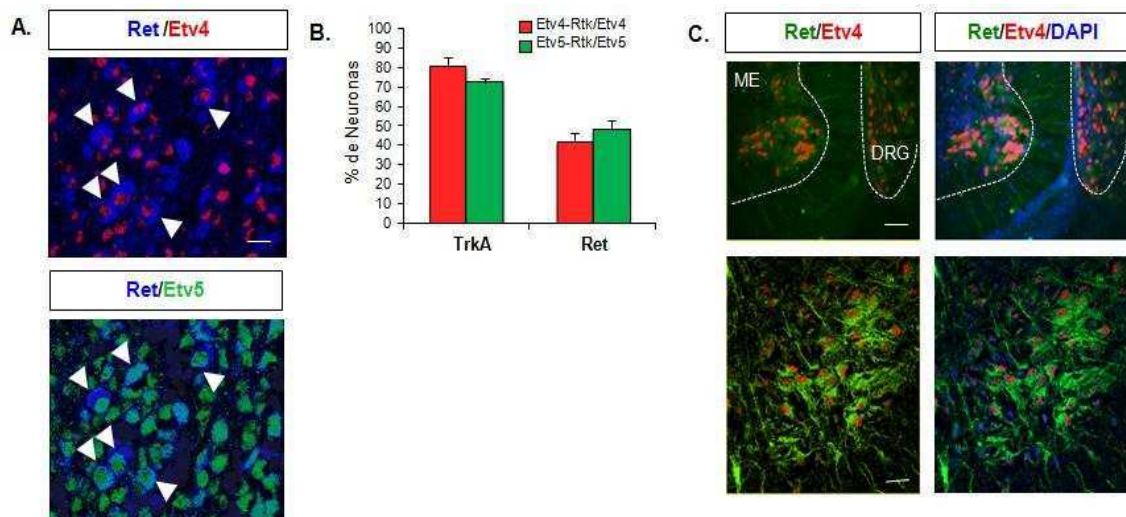 A.
Ret /Etv4
Ret/Etv5
B.
Etv4-Rtk/Etv4
Etv5-Rtk/Etv5
% de Neuronas
100
90
80
70
60
50
40
30
20
10
0
TrkA
Ret
C.
Ret/Etv4
Ret/Etv4/DAPI
ME
DRG